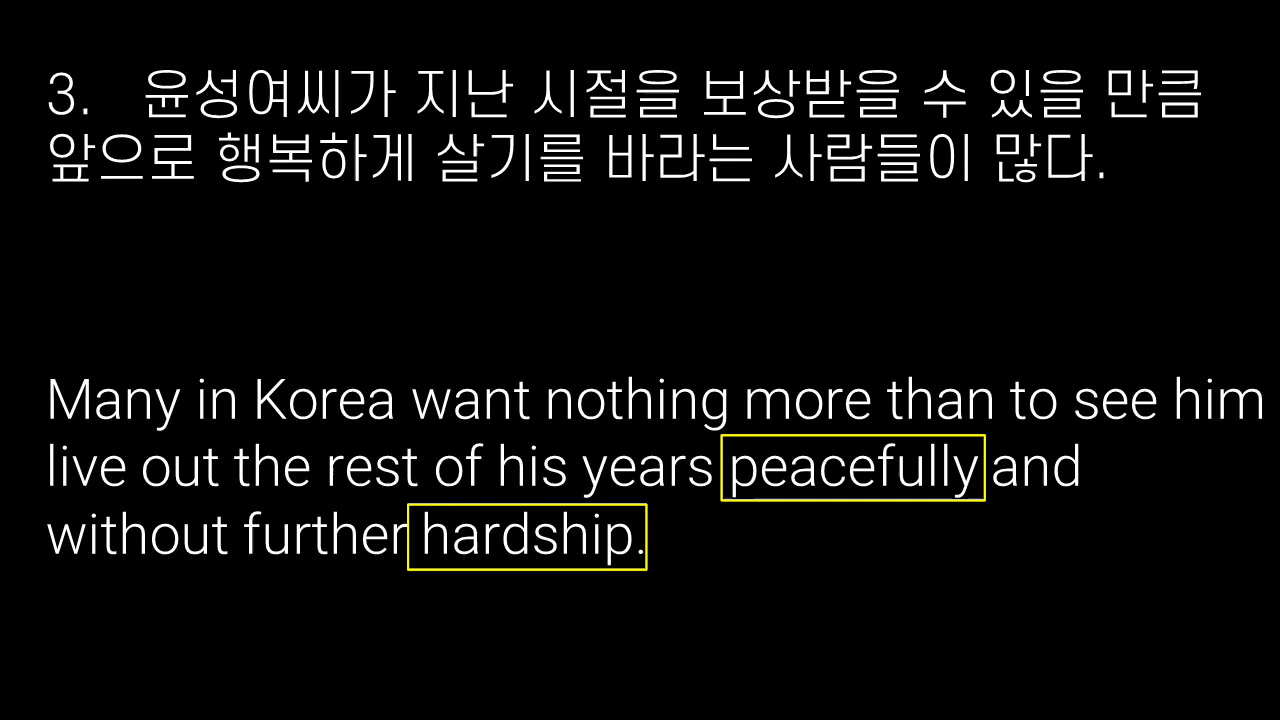 3. 윤성여씨가 지난 시절을 보상받을 수 있을 만큼
앞으로 행복하게 살기를 바라는 사람들이 많다.
Many in Korea want nothing more than to see him
live out the rest of his years peacefully and
without further hardship.